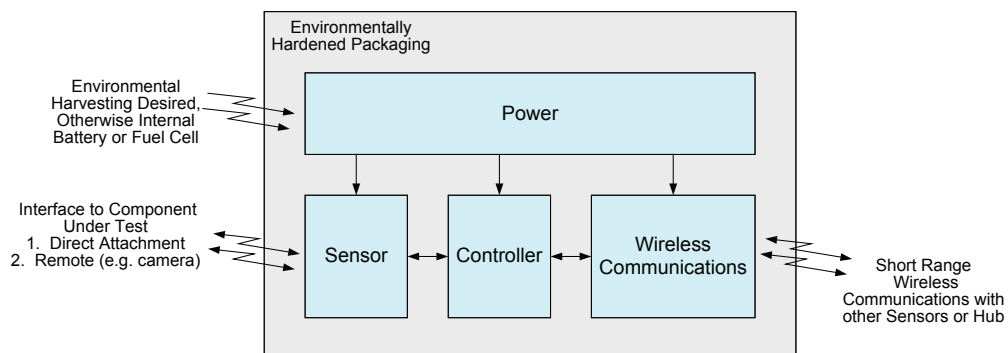 Environmentally
Hardened Packaging
Environmental
Harvesting Desired,
Otherwise Internal
Battery or Fuel Cell
Power
Interface to Component
Under Test
1. Direct Attachment
2. Remote (e.g. camera)
Sensor
Controller
Wireless
Communications
Short Range
Wireless
Communications with
other Sensors or Hub